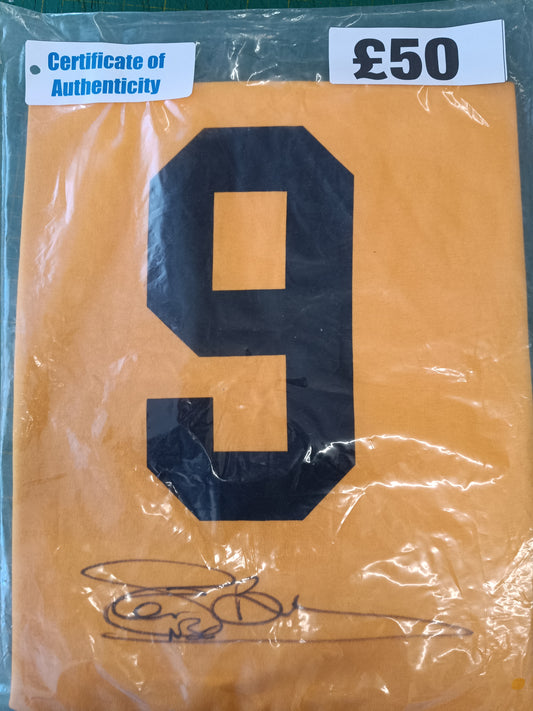 Certificate of
Authenticity
£50
9